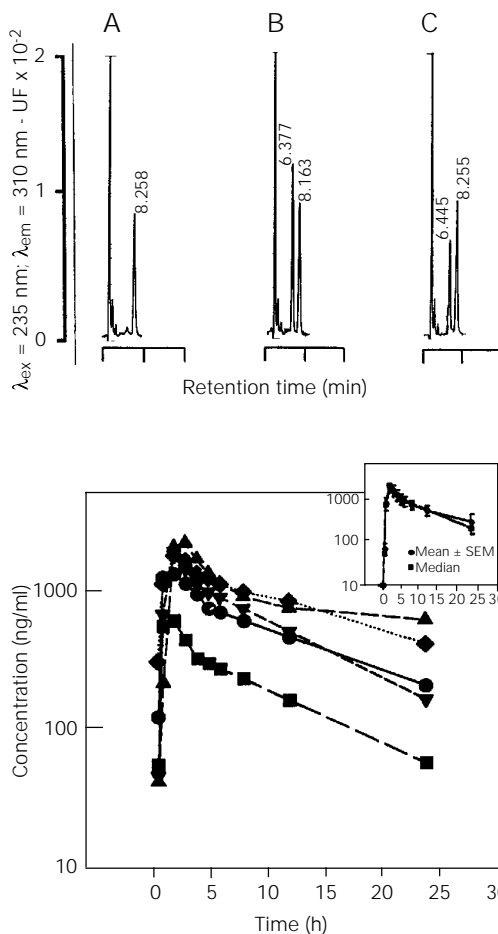 A B C
2
1
0
λex = 235 nm; λem = 310 nm - UF x 10-2
8.258
6.377
8.163
6.445
8.255
Retention time (min)
1000
100
10
0 5 10 15 20 25 30
Mean ± SEM
Median
Concentration (ng/ml)
1000
100
10
0 5 10 15 20 25 30
Time (h)